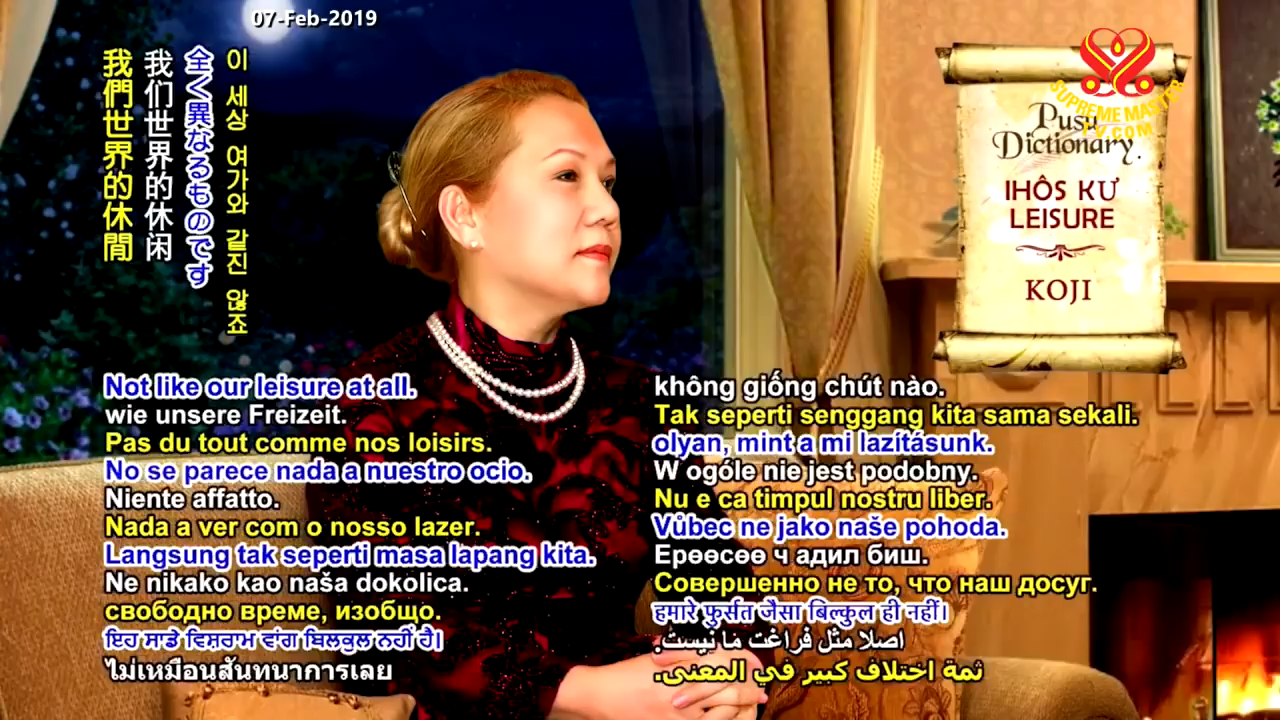 07-Feb-2019
이 세상 여가와 같진 않죠
全く異なるものです
我们世界的休闲
我們世界的休閒
SUPREME MASTER
TV.COM
Pusu
Dictionary.
IHÔS KƯ
LEISURE
KOJI
Not like our leisure at all.
wie unsere Freizeit.
Pas du tout comme nos loisirs.
No se parece nada a nuestro ocio.
Niente affatto.
Nada a ver com o nosso lazer.
Langsung tak seperti masa lapang kita.
Ne nikako kao naša dokolica.
свободно време, изобщо.
ਇਹ ਸਾਡੇ ਵਿਸ਼ਰਾਮ ਵਾਂਗ ਬਿਲਕੁਲ ਨਹੀਂ ਹੈ।
ไม่เหมือนสันทนาการเลย
không giống chút nào.
Tak seperti senggang kita sama sekali.
olyan, mint a mi lazításunk.
W ogóle nie jest podobny.
Nu e ca timpul nostru liber.
Vůbec ne jako naše pohoda.
Ерөөсөө ч адил биш.
Совершенно не то, что наш досуг.
हमारे फ़ुर्सत जैसा बिल्कुल ही नहीं।
اصلا مثل فراغت ما نیست.
ثمة اختلاف كبير في المعنى.